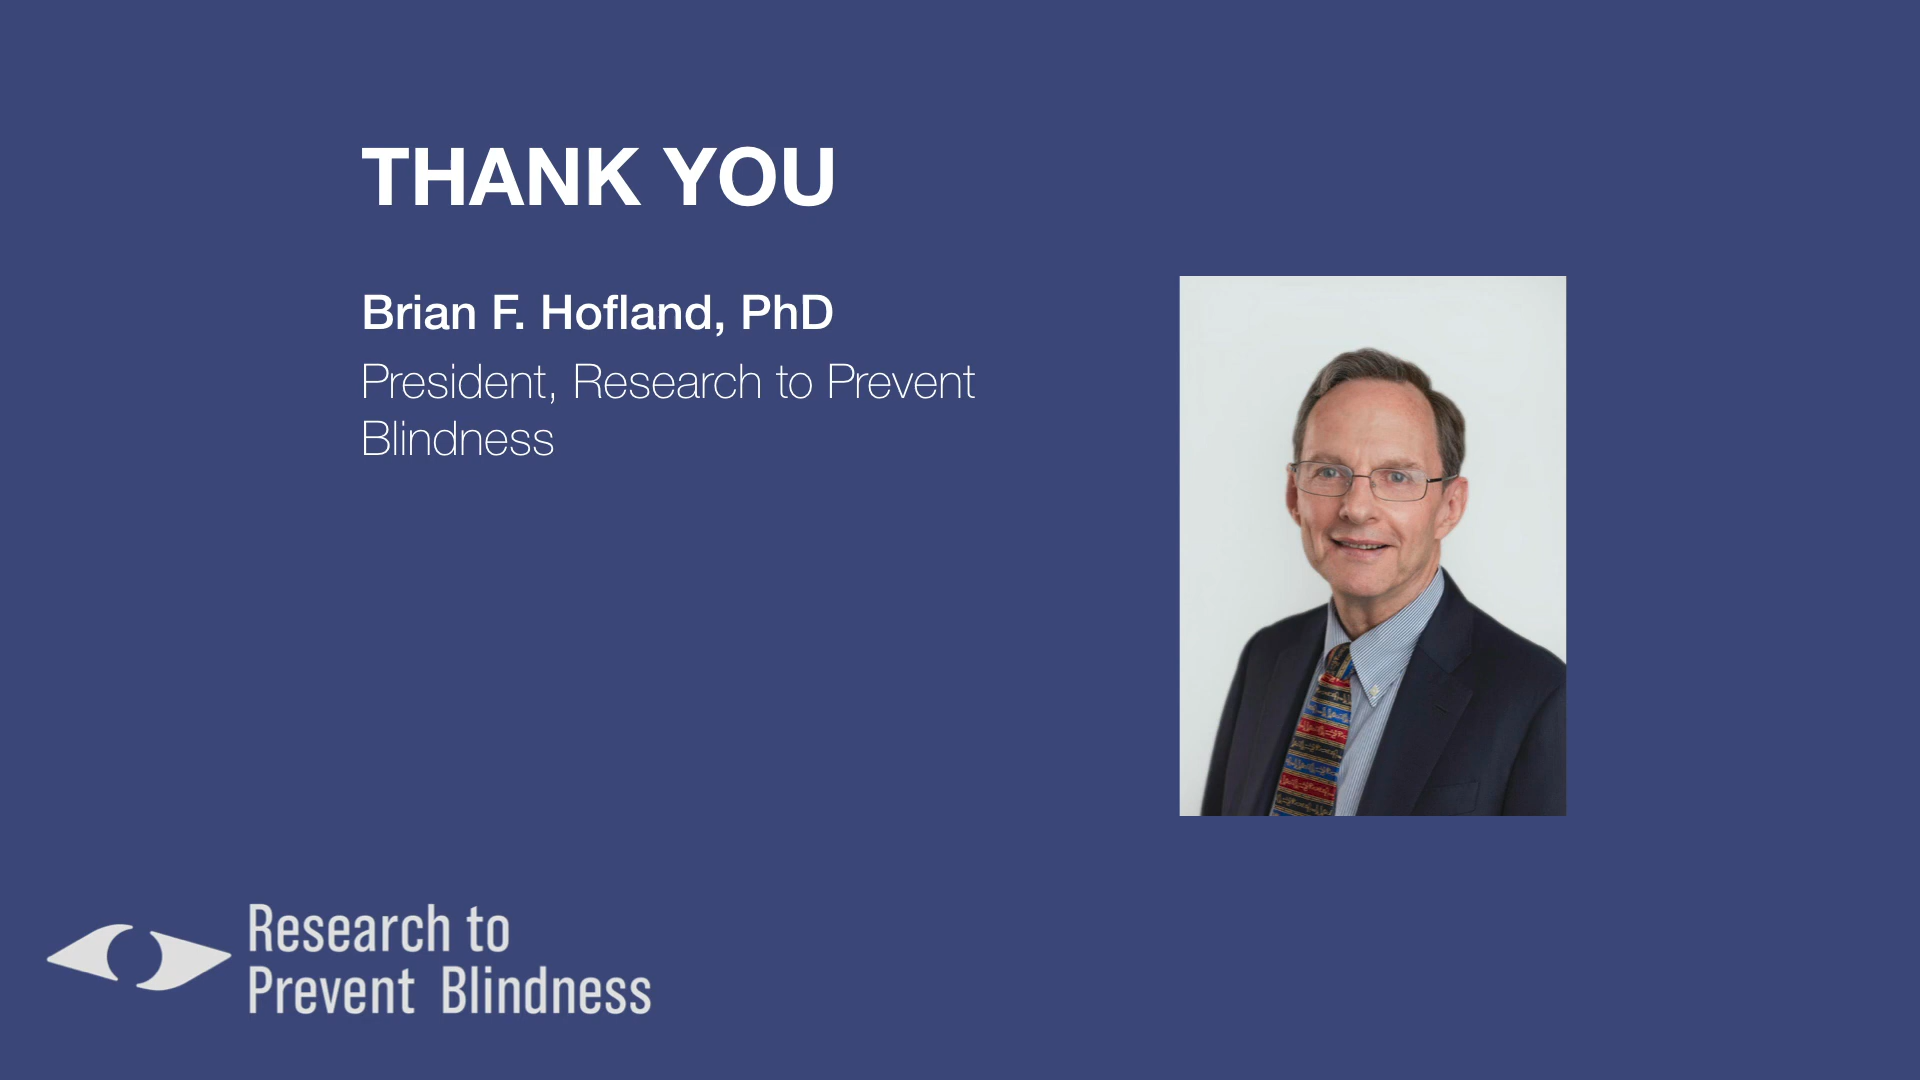 THANK YOU
Brian F. Hofland, PhD
President, Research to Prevent
Blindness
Research to
Prevent Blindness